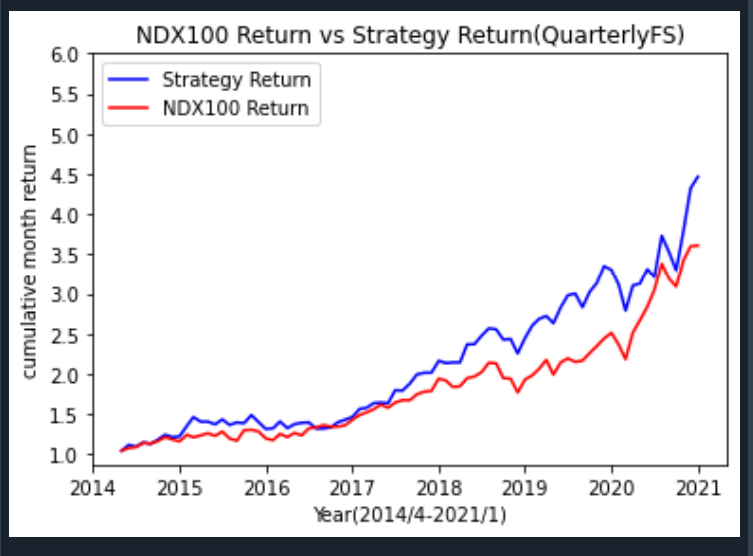 NDX100 Return vs Strategy Return(QuarterlyFS)
6.0
Strategy Return
NDX100 Return
5.5
5.0
4.5
4.0
3.5
3.0
2.5
2.0
1.5
1.0
cumulative month return
2014 2015 2016 2017 2018 2019 2020 2021
Year(2014/4-2021/1)